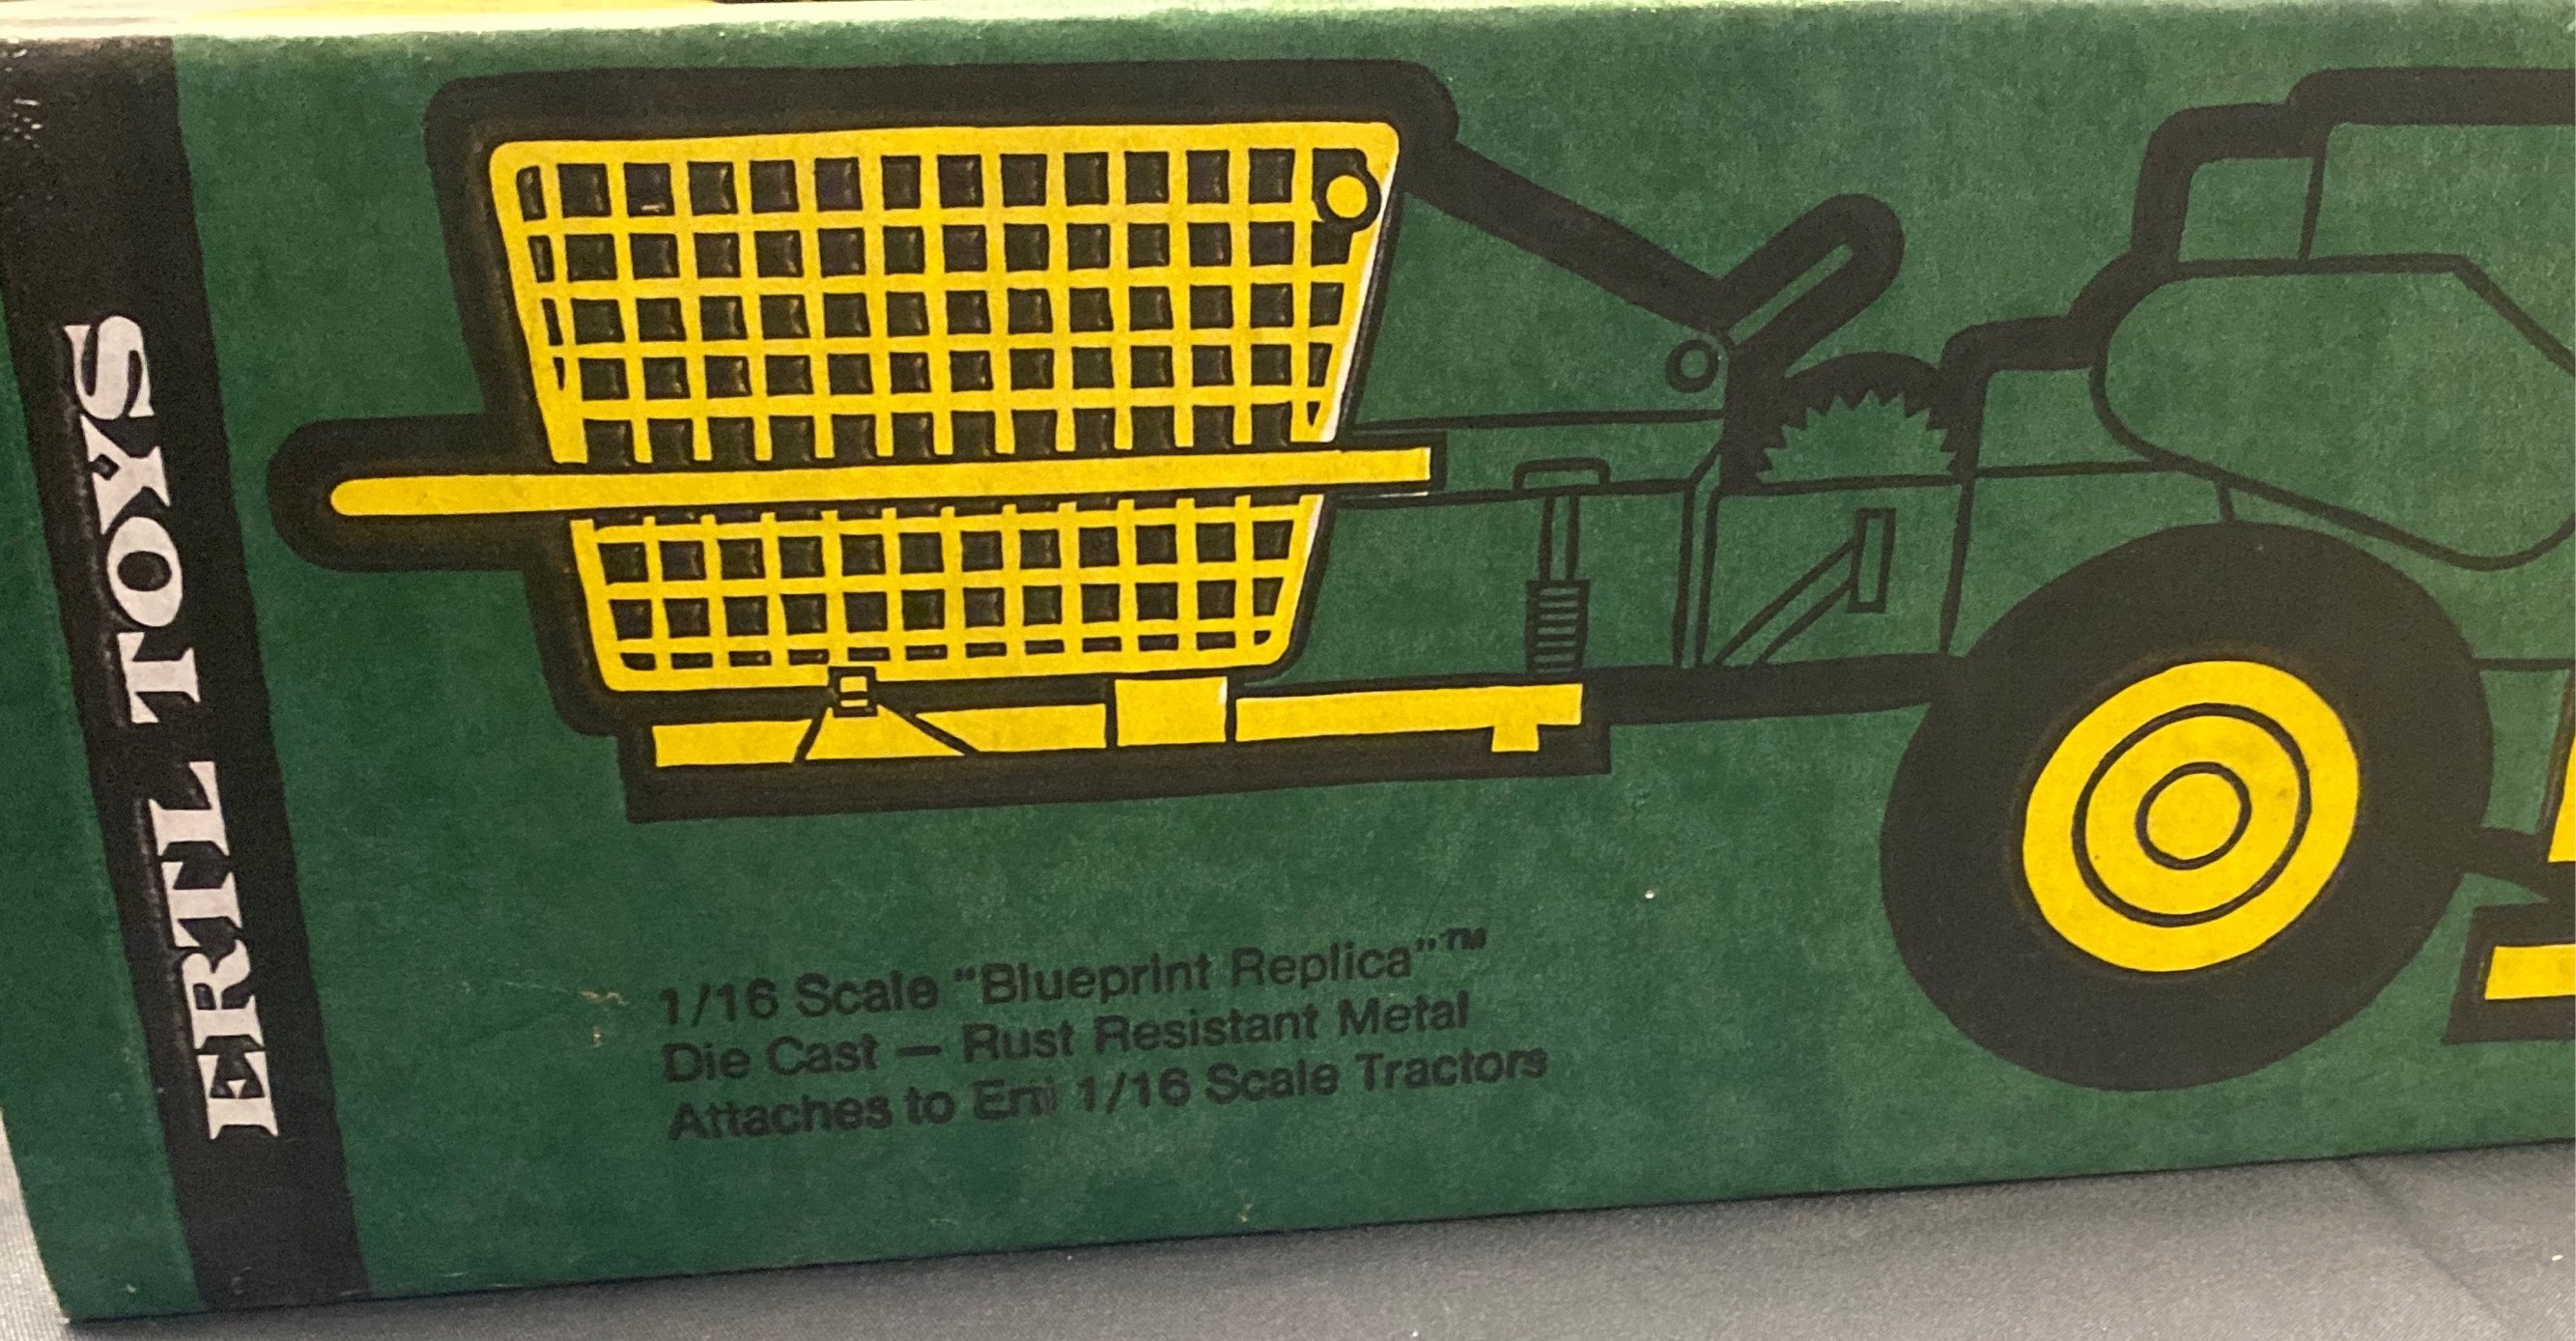 ERTL TOYS
1/16 Scale "Blueprint Replica"™
Die Cast — Rust Resistant Metal
Attaches to Ertl 1/16 Scale Tractors